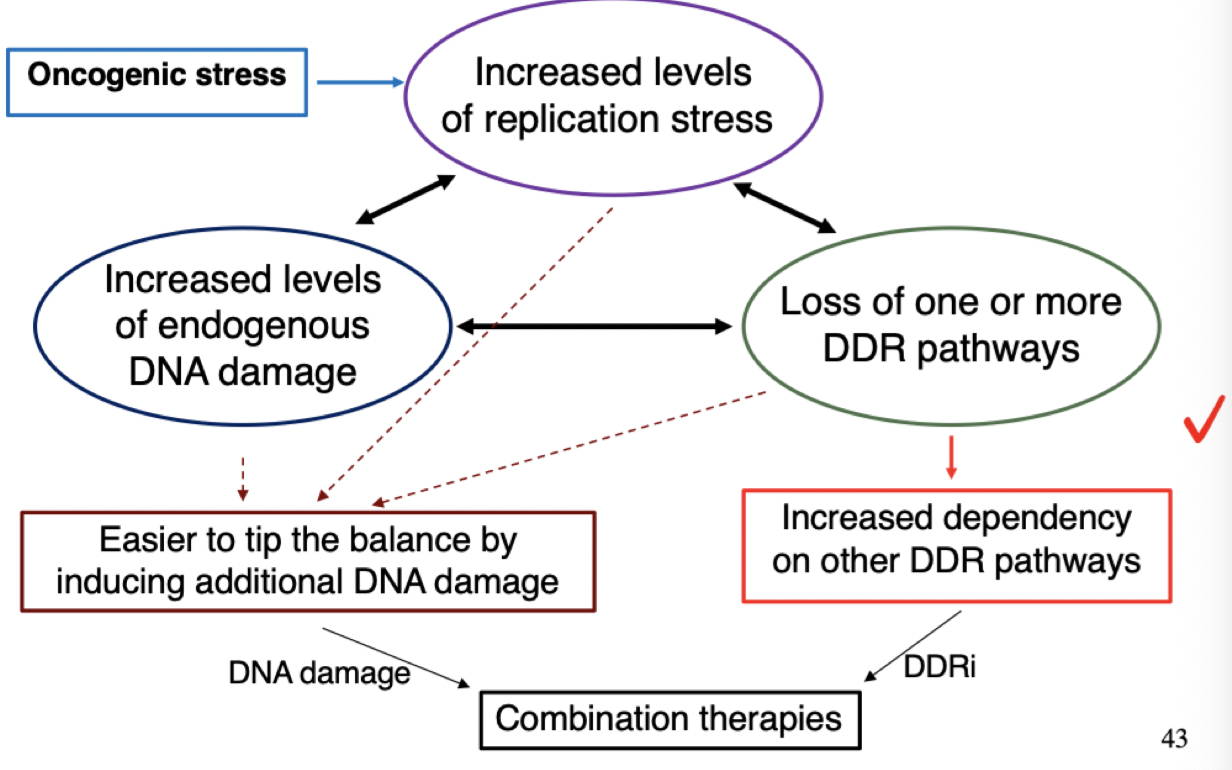 Oncogenic stress
Increased levels
of replication stress
Increased levels
of endogenous
DNA damage
Loss of one or more
DDR pathways
Easier to tip the balance by
inducing additional DNA damage
Increased dependency
on other DDR pathways
DNA damage
DDRi
Combination therapies
43